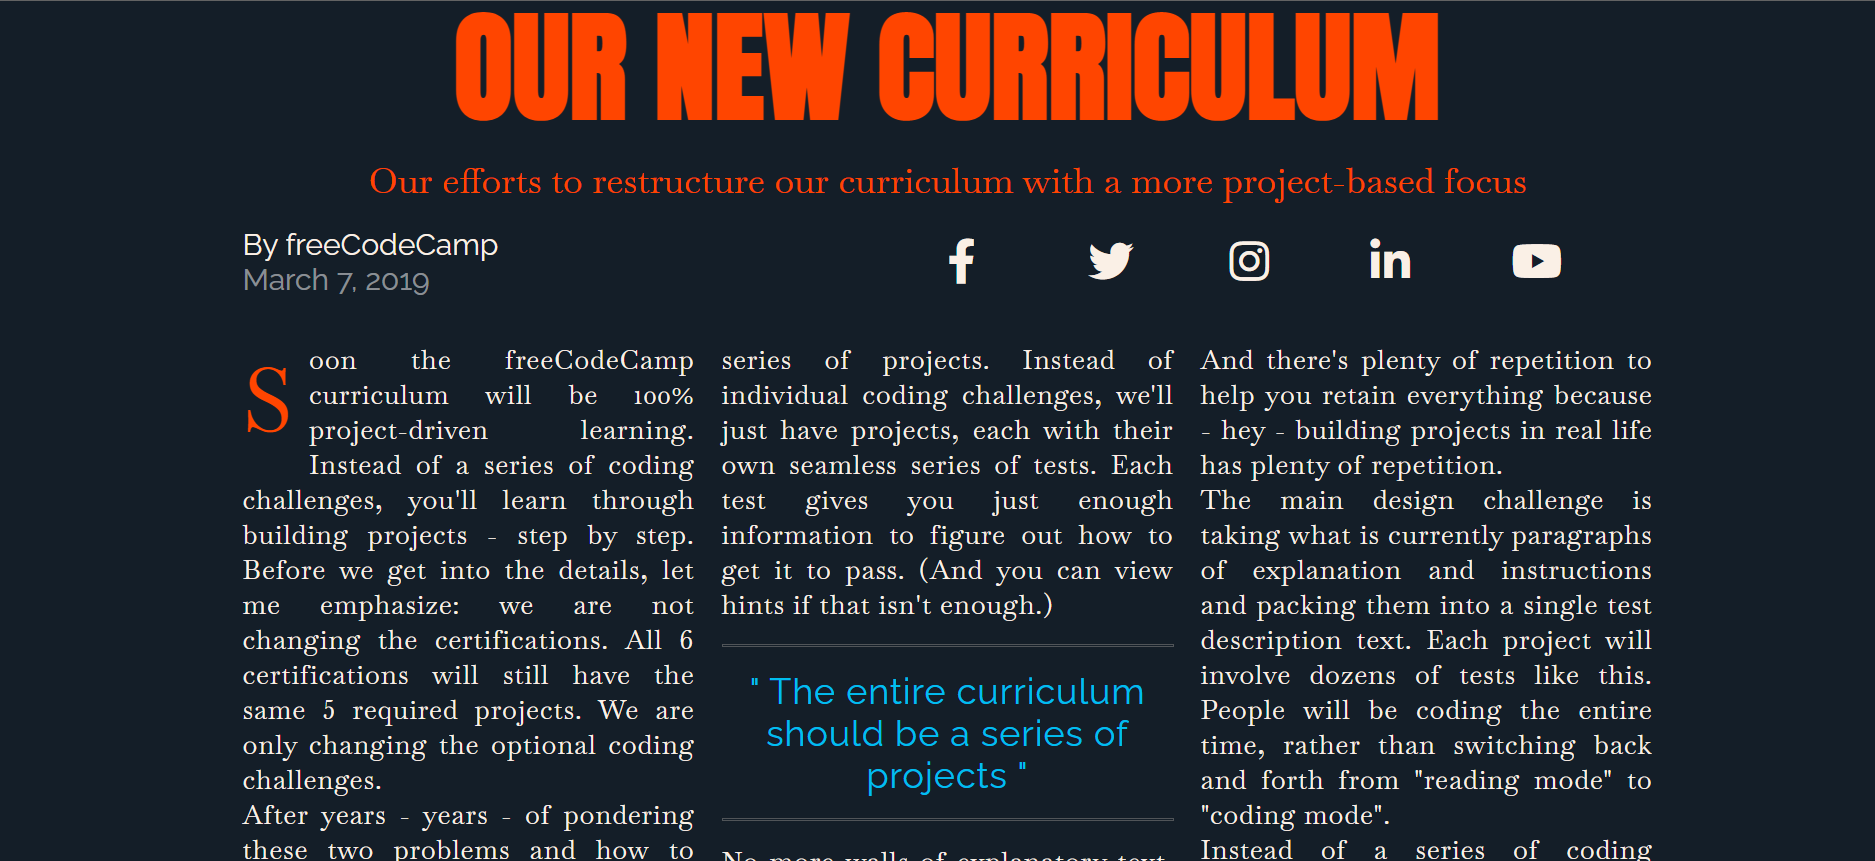 OUR NEW CURRICULUM
Our efforts to restructure our curriculum with a more project-based focus
By freeCodeCamp
March 7, 2019
Soon the freeCodeCamp
curriculum will be 100%
project-driven learning.
Instead of a series of coding
challenges, you'll learn through
building projects - step by step.
Before we get into the details, let
me emphasize: we are not
changing the certifications. All 6
certifications will still have the
same 5 required projects. We are
only changing the optional coding
challenges.
After years - years - of pondering
these two problems and how to
series of projects. Instead of
individual coding challenges, we'll
just have projects, each with their
own seamless series of tests. Each
test gives you just enough
information to figure out how to
get it to pass. (And you can view
hints if that isn't enough.)
" The entire curriculum
should be a series of
projects "
No more walls of explanatory text.
And there's plenty of repetition to
help you retain everything because
- hey - building projects in real life
has plenty of repetition.
The main design challenge is
taking what is currently paragraphs
of explanation and instructions
and packing them into a single test
description text. Each project will
involve dozens of tests like this.
People will be coding the entire
time, rather than switching back
and forth from "reading mode" to
"coding mode".
Instead of a series of coding